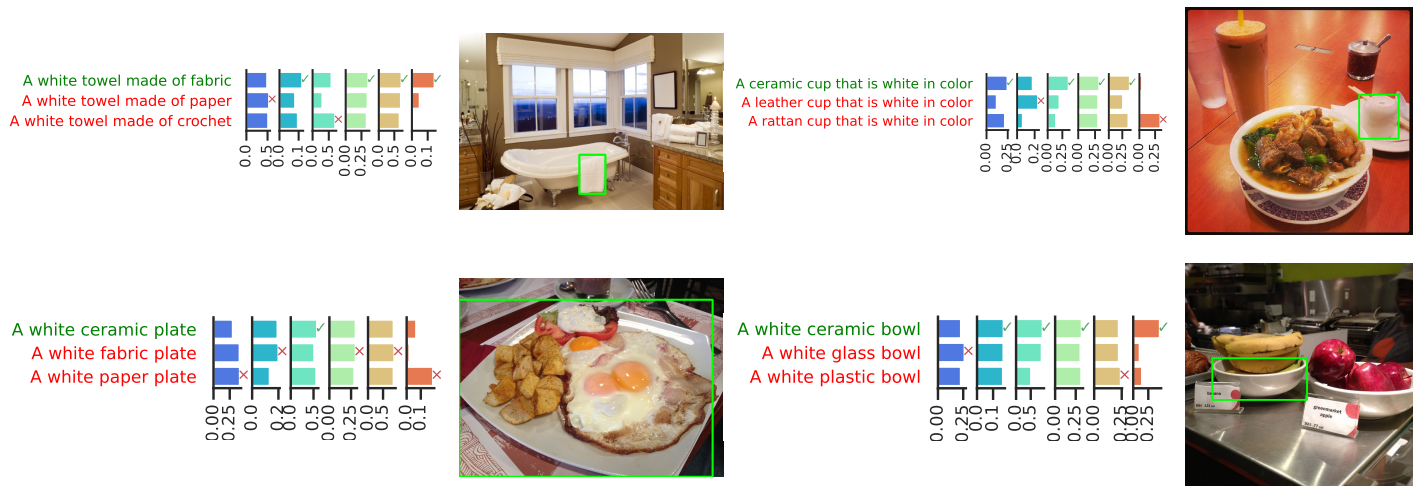 A white towel made of fabric
A white towel made of paper
A white towel made of crochet
0.0 0.5 0.0 0.1 0.0 0.5 0.00 0.25 0.0 0.5 0.0 0.1
A ceramic cup that is white in color
A leather cup that is white in color
A rattan cup that is white in color
0.00 0.25 0.0 0.2 0.00 0.25 0.00 0.25 0.00 0.25 0.00 0.25
A white ceramic plate
A white fabric plate
A white paper plate
0.00 0.25 0.0 0.2 0.0 0.5 0.00 0.25 0.0 0.5 0.0 0.1
A white ceramic bowl
A white glass bowl
A white plastic bowl
0.00 0.25 0.0 0.1 0.0 0.5 0.00 0.25 0.00 0.25 0.00 0.25
greenmarket
apple